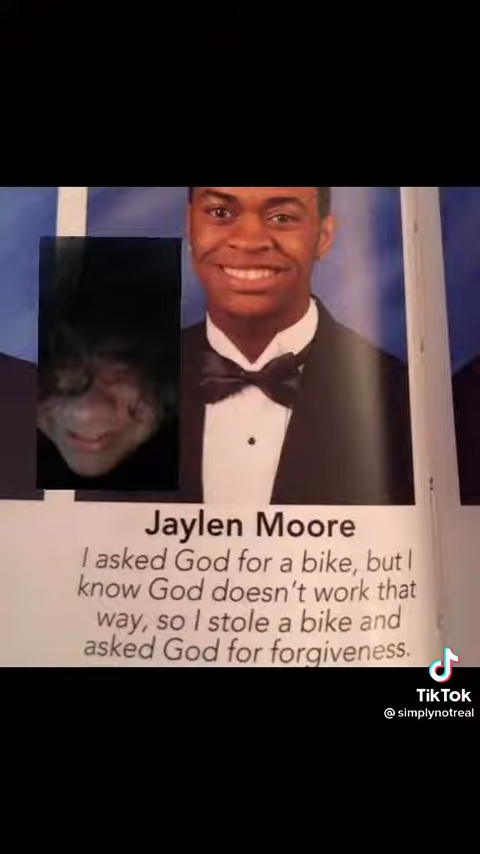 Jaylen Moore
I asked God for a bike, but I
know God doesn't work that
way, so I stole a bike and
asked God for forgiveness.
TikTok
@simplynotreal